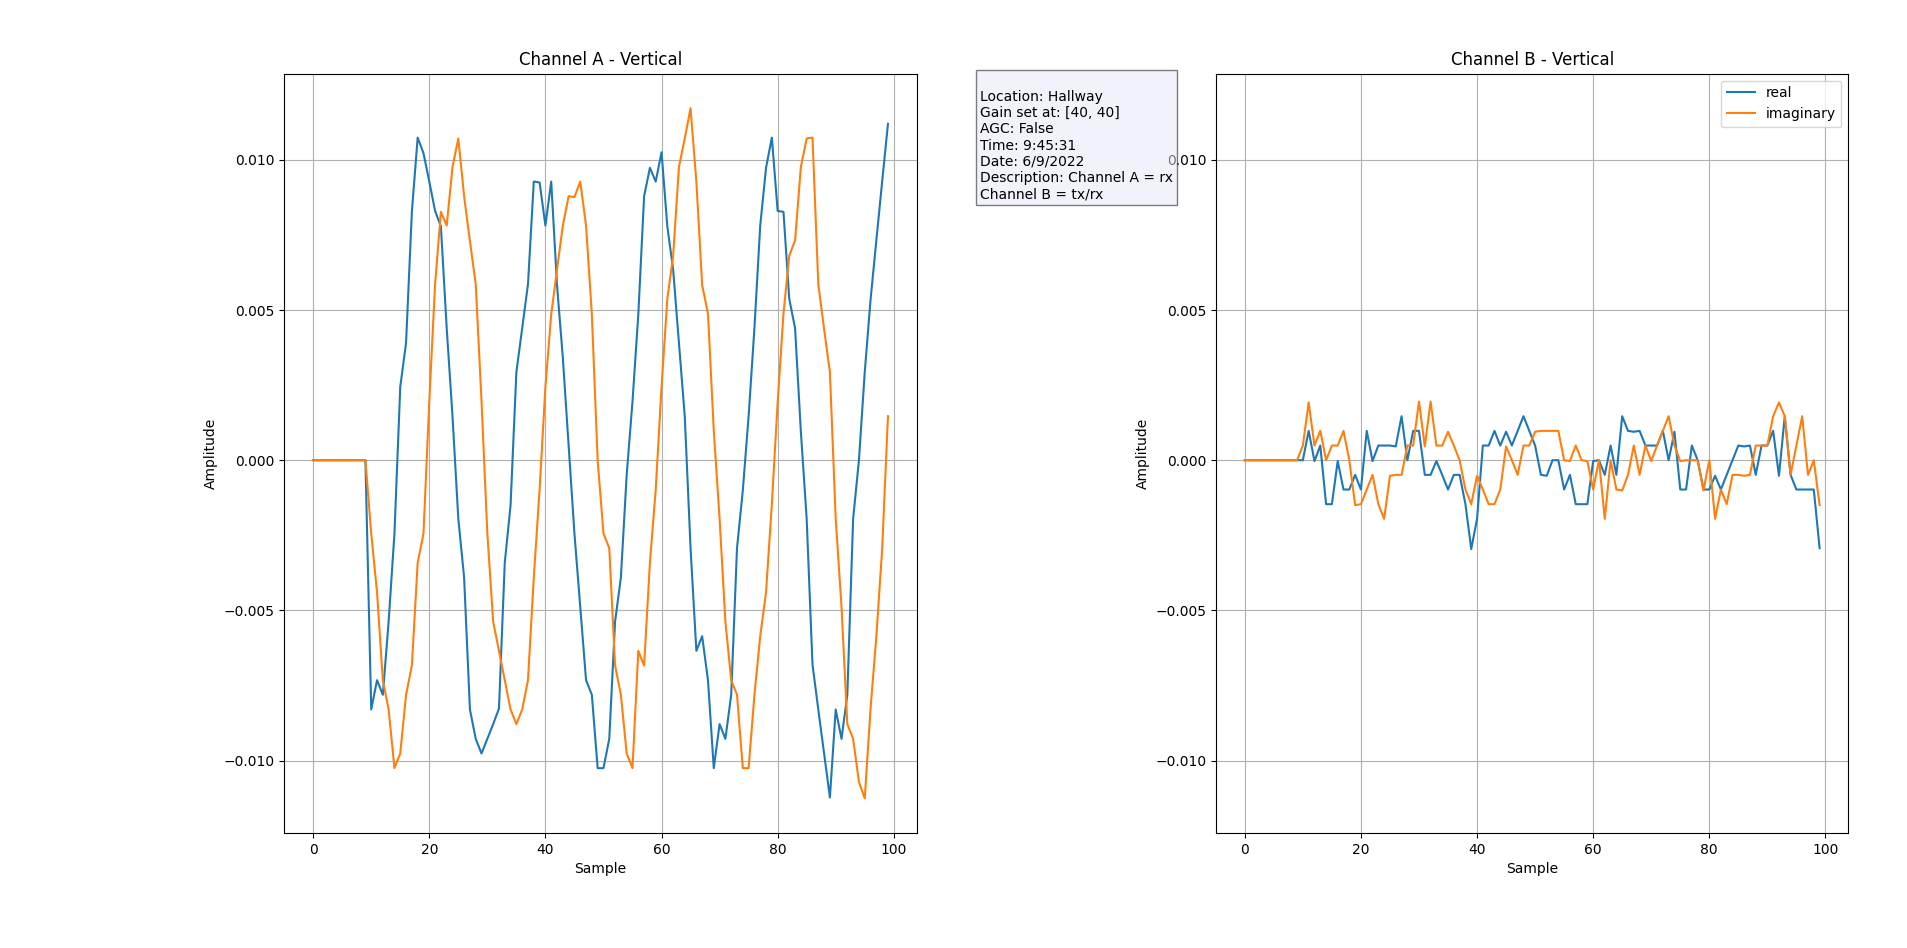 Channel A - Vertical
0.010
0.005
0.000
−0.005
−0.010
Amplitude
0
20
40
60
80
100
Sample
Location: Hallway
Gain set at: [40, 40]
AGC: False
Time: 9:45:31
Date: 6/9/2022
Description: Channel A = rx
Channel B = tx/rx
Channel B - Vertical
real
imaginary
0.010
0.005
0.000
−0.005
−0.010
Amplitude
0
20
40
60
80
100
Sample